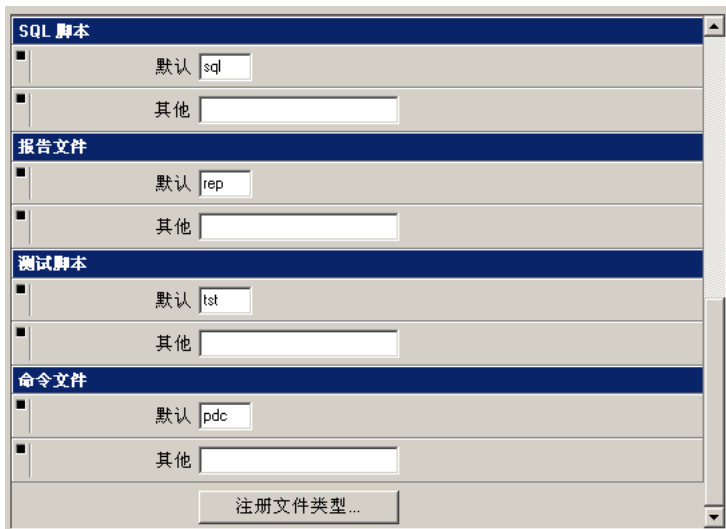 SQL 脚本
默认 sql
其他
报告文件
默认 rep
其他
测试脚本
默认 tst
其他
命令文件
默认 pdc
其他
注册文件类型...